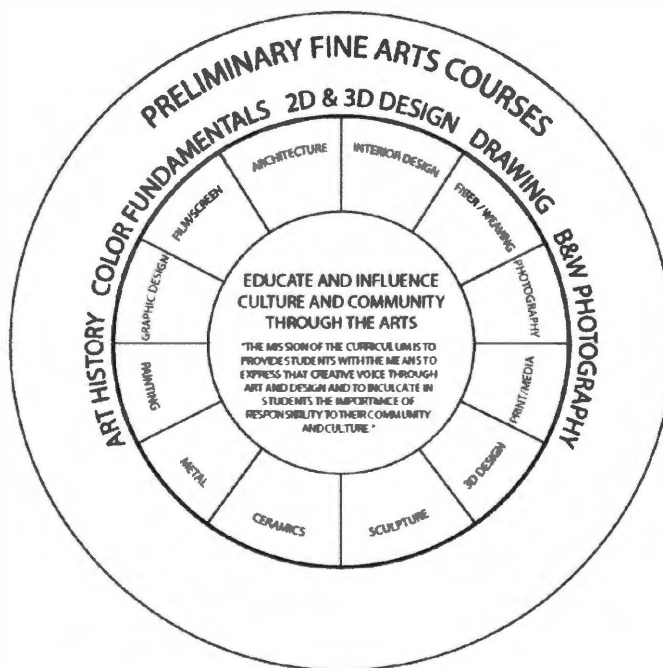 PRELIMINARY FINE ARTS COURSES
ART HISTORY COLOR FUNDAMENTALS 2D & 3D DESIGN DRAWING B&W PHOTOGRAPHY
ARCHITECTURE
INTERIOR DESIGN
FIBER / WEAVING
PHOTOGRAPHY
PRINT/MEDIA
3D DESIGN
SCULPTURE
CERAMICS
METAL
PAINTING
GRAPHIC DESIGN
FILM/SCREEN
EDUCATE AND INFLUENCE
CULTURE AND COMMUNITY
THROUGH THE ARTS
"THE MISSION OF THE CURRICULUM IS TO
PROVIDE STUDENTS WITH THE MEANS TO
EXPRESS THAT CREATIVE VOICE THROUGH
ART AND DESIGN AND TO INCULCATE IN
STUDENTS THE IMPORTANCE OF
RESPONSIBILITY TO THEIR COMMUNITY
AND CULTURE."